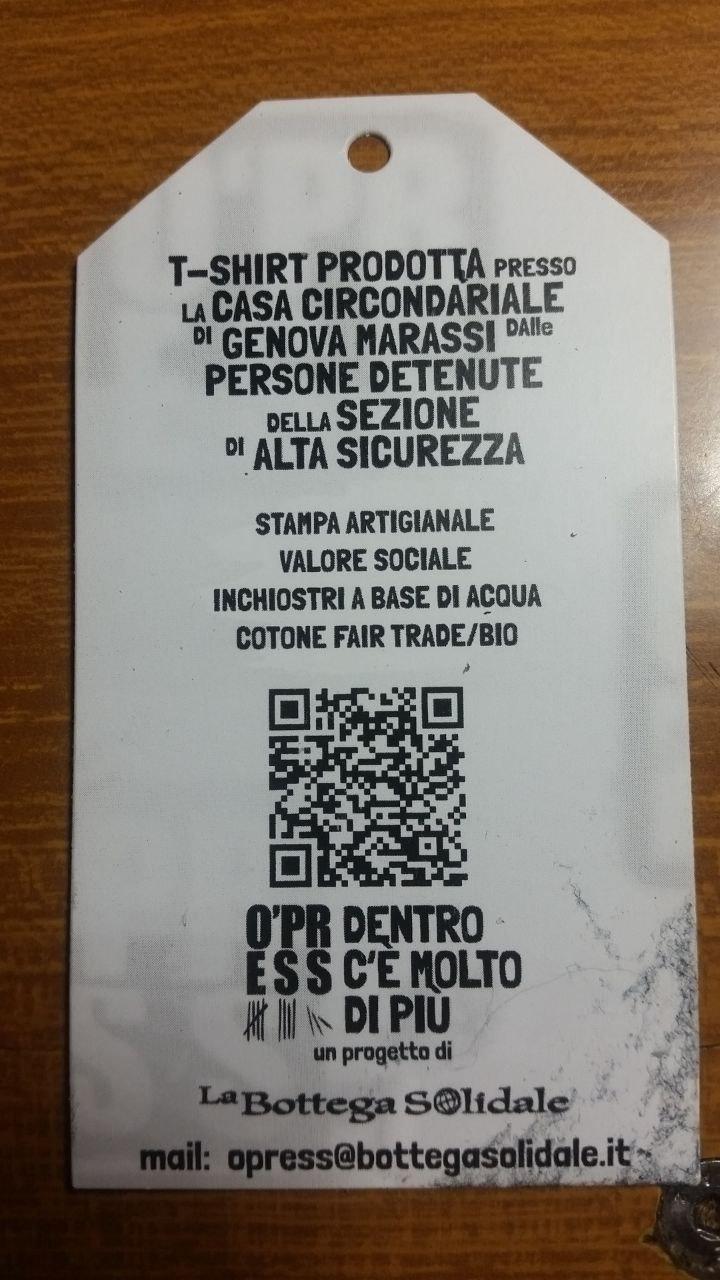 T-SHIRT PRODOTTA PRESSO
LA CASA CIRCONDARIALE
DI GENOVA MARASSI DAlle
PERSONE DETENUTE
DELLA SEZIONE
DI ALTA SICUREZZA
STAMPA ARTIGIANALE
VALORE SOCIALE
INCHIOSTRI A BASE DI ACQUA
COTONE FAIR TRADE/BIO
O'PR
ESS
DENTRO
C'È MOLTO
DI PIÙ
un progetto di
La Bottega Solidale
mail: opress@bottegasolidale.it